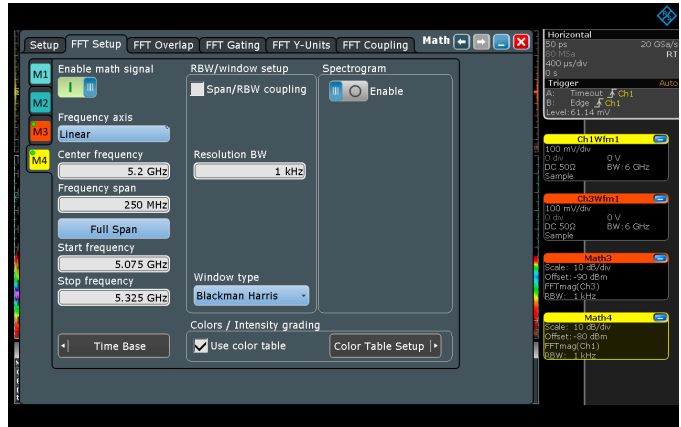 Setup FFT Setup FFT Overlap FFT Gating FFT Y-Units FFT Coupling Math
M1
M2
M3
M4
Enable math signal
Frequency axis
Linear
Center frequency
5.2 GHz
Frequency span
250 MHz
Full Span
Start frequency
5.075 GHz
Stop frequency
5.325 GHz
Time Base
RBW/window setup
Span/RBW coupling
Resolution BW
1 kHz
Window type
Blackman Harris
Colors / Intensity grading
Use color table
Color Table Setup
Spectrogram
Enable
Horizontal
50 ps 20 GSa/s
80 MSa RT
400 µs/div
0 s
Trigger Auto
A: Timeout Ch1
B: Edge Ch1
Level:61.14 mV
Ch1Wfm1
100 mV/div
0 div 0 V
DC 50Ω BW:6 GHz
Sample
Ch3Wfm1
100 mV/div
0 div 0 V
DC 50Ω BW:6 GHz
Sample
Math3
Scale: 10 dB/div
Offset:-90 dBm
FFTmag(Ch3)
RBW: 1 kHz
Math4
Scale: 10 dB/div
Offset:-80 dBm
FFTmag(Ch1)
RBW: 1 kHz